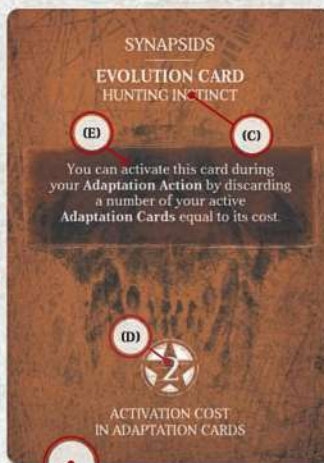 SYNAPSIDS
EVOLUTION CARD
HUNTING INSTINCT
(E)
(C)
You can activate this card during
your Adaptation Action by discarding
a number of your active
Adaptation Cards equal to its cost.
(D)
2
ACTIVATION COST
IN ADAPTATION CARDS